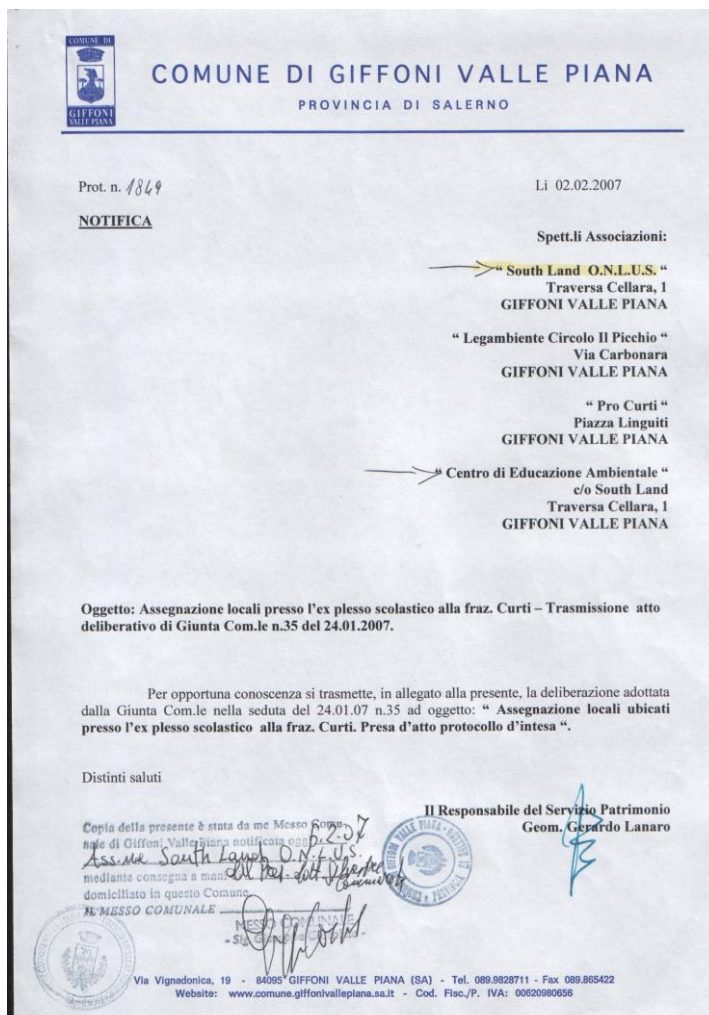 COMUNE DI
GIFFONI
VALLE PIANA
COMUNE DI GIFFONI VALLE PIANA
PROVINCIA DI SALERNO
Prot. n. 1849
Li 02.02.2007
NOTIFICA
Spett.li Associazioni:
“ South Land O.N.L.U.S. “
Traversa Cellara, 1
GIFFONI VALLE PIANA
“ Legambiente Circolo Il Picchio “
Via Carbonara
GIFFONI VALLE PIANA
“ Pro Curti “
Piazza Linguiti
GIFFONI VALLE PIANA
“ Centro di Educazione Ambientale “
c/o South Land
Traversa Cellara, 1
GIFFONI VALLE PIANA
Oggetto: Assegnazione locali presso l’ex plesso scolastico alla fraz. Curti – Trasmissione atto
deliberativo di Giunta Com.le n.35 del 24.01.2007.
Per opportuna conoscenza si trasmette, in allegato alla presente, la deliberazione adottata
dalla Giunta Com.le nella seduta del 24.01.07 n.35 ad oggetto: “ Assegnazione locali ubicati
presso l’ex plesso scolastico alla fraz. Curti. Presa d’atto protocollo d’intesa “.
Distinti saluti
Il Responsabile del Servizio Patrimonio
Geom. Gerardo Lanaro
Copia della presente è stata da me Messo Comu-
nale di Giffoni Valle Piana notificata oggi 6.2.07
Ass.ne South Land O.N.L.U.S.
mediante consegna a mani del dott.
domiciliato in questo Comune
IL MESSO COMUNALE
MESSO COMUNALE
Via Vignadonica, 19 - 84095 GIFFONI VALLE PIANA (SA) - Tel. 089.9828711 - Fax 089.865422
Website: www.comune.giffonivallepiana.sa.it - Cod. Fisc./P. IVA: 00620980656